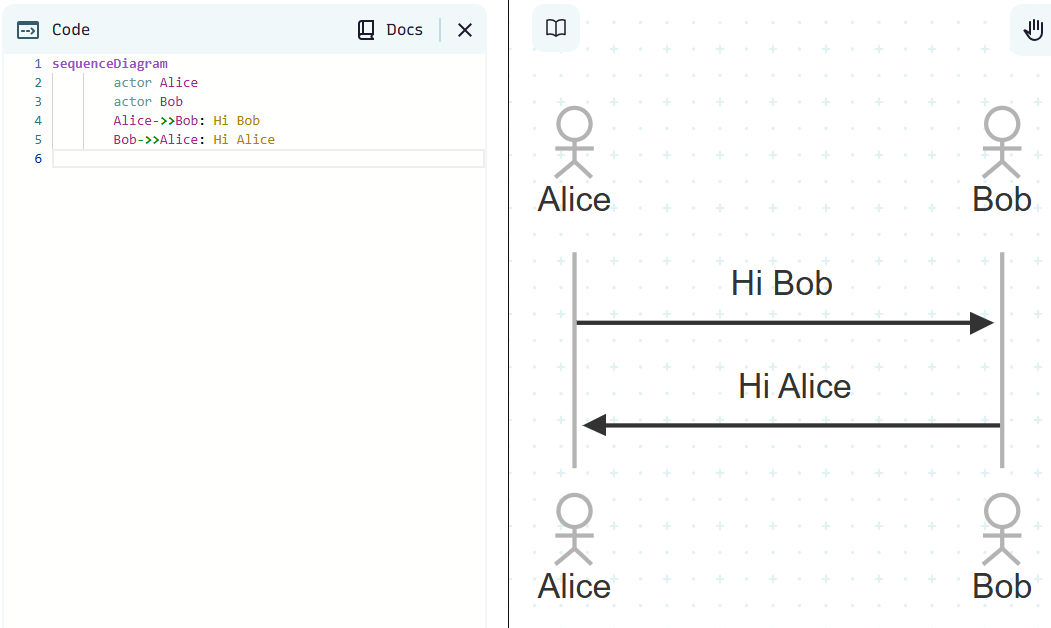 Code
Docs
1 sequenceDiagram
2 actor Alice
3 actor Bob
4 Alice->>Bob: Hi Bob
5 Bob->>Alice: Hi Alice
6
Alice
Bob
Hi Bob
Hi Alice
Alice
Bob